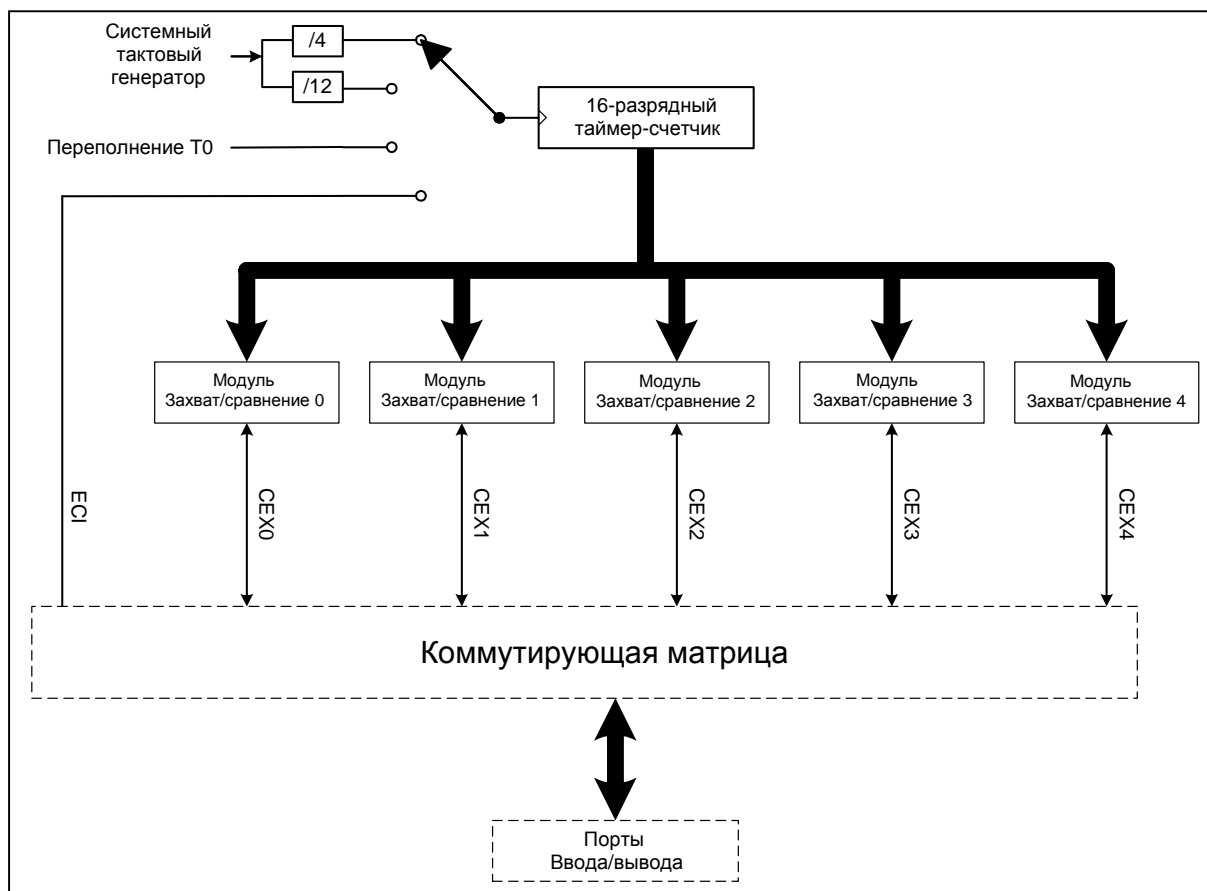 Системный
тактовый
генератор
/4
/12
16-разрядный
таймер-счетчик
Переполнение T0
Модуль
Захват/сравнение 0
Модуль
Захват/сравнение 1
Модуль
Захват/сравнение 2
Модуль
Захват/сравнение 3
Модуль
Захват/сравнение 4
ECI
CEX0
CEX1
CEX2
CEX3
CEX4
Коммутирующая матрица
Порты
Ввода/вывода